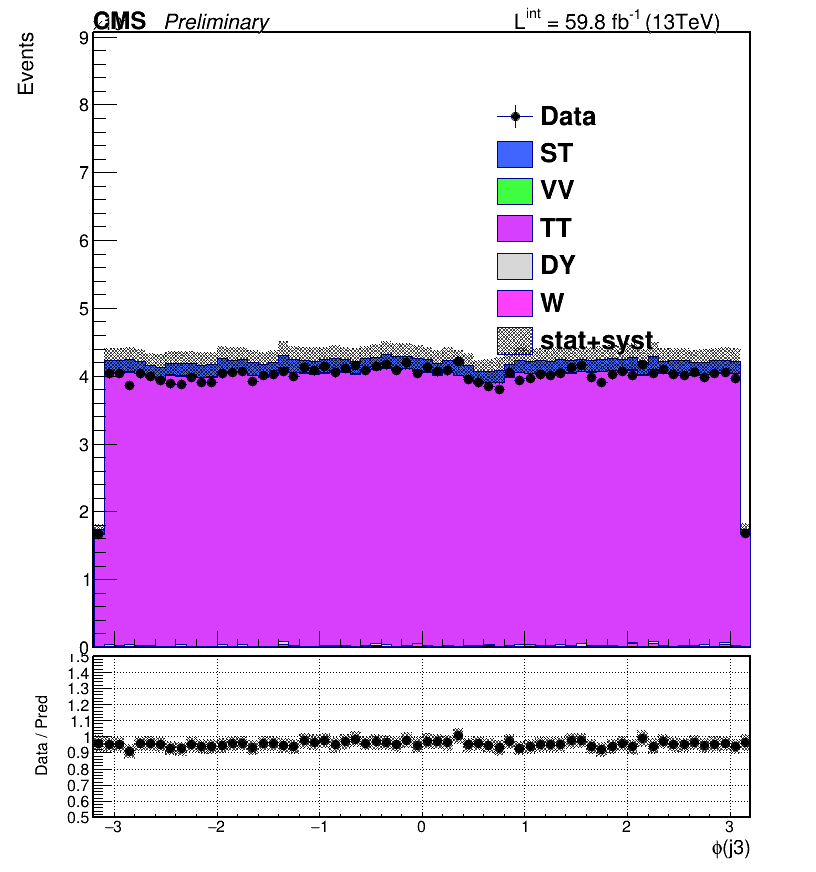 CMS Preliminary L^int = 59.8 fb^-1 (13TeV)
Events
9
8
7
6
5
4
3
2
1
0
Data
ST
VV
TT
DY
W
stat+syst
Data / Pred
1.5
1.4
1.3
1.2
1.1
1
0.9
0.8
0.7
0.6
0.5
−3 −2 −1 0 1 2 3
ϕ(j3)